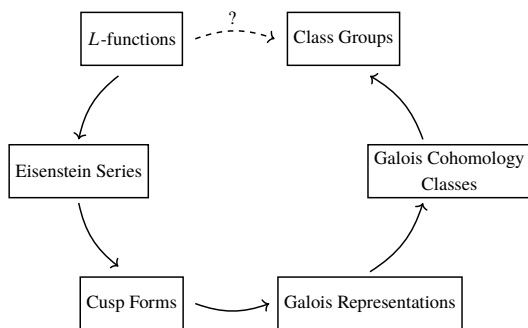 ?
L-functions
Class Groups
Eisenstein Series
Galois Cohomology
Classes
Cusp Forms
Galois Representations